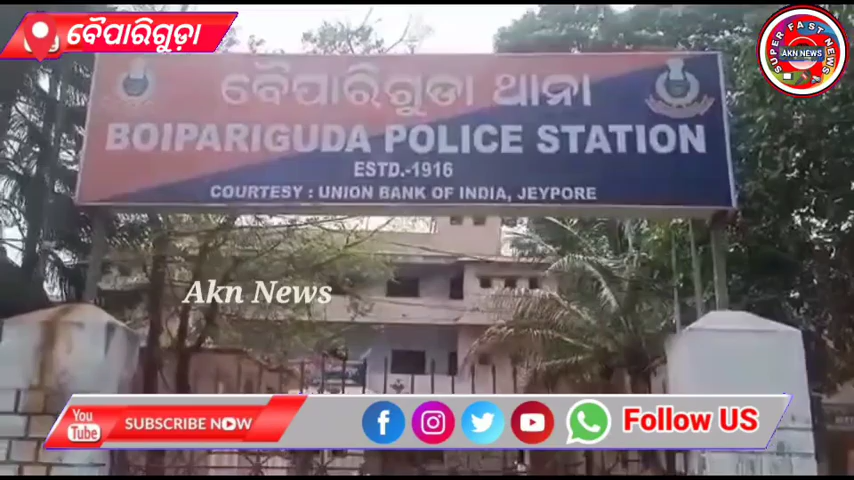 ବୈପାରିଗୁଡ଼ା
SUPER FAST NEWS
AKN NEWS
ବୈପାରିଗୁଡା ଥାନା
BOIPARIGUDA POLICE STATION
ESTD.-1916
COURTESY : UNION BANK OF INDIA, JEYPORE
Akn News
You
Tube
SUBSCRIBE NOW
Follow US